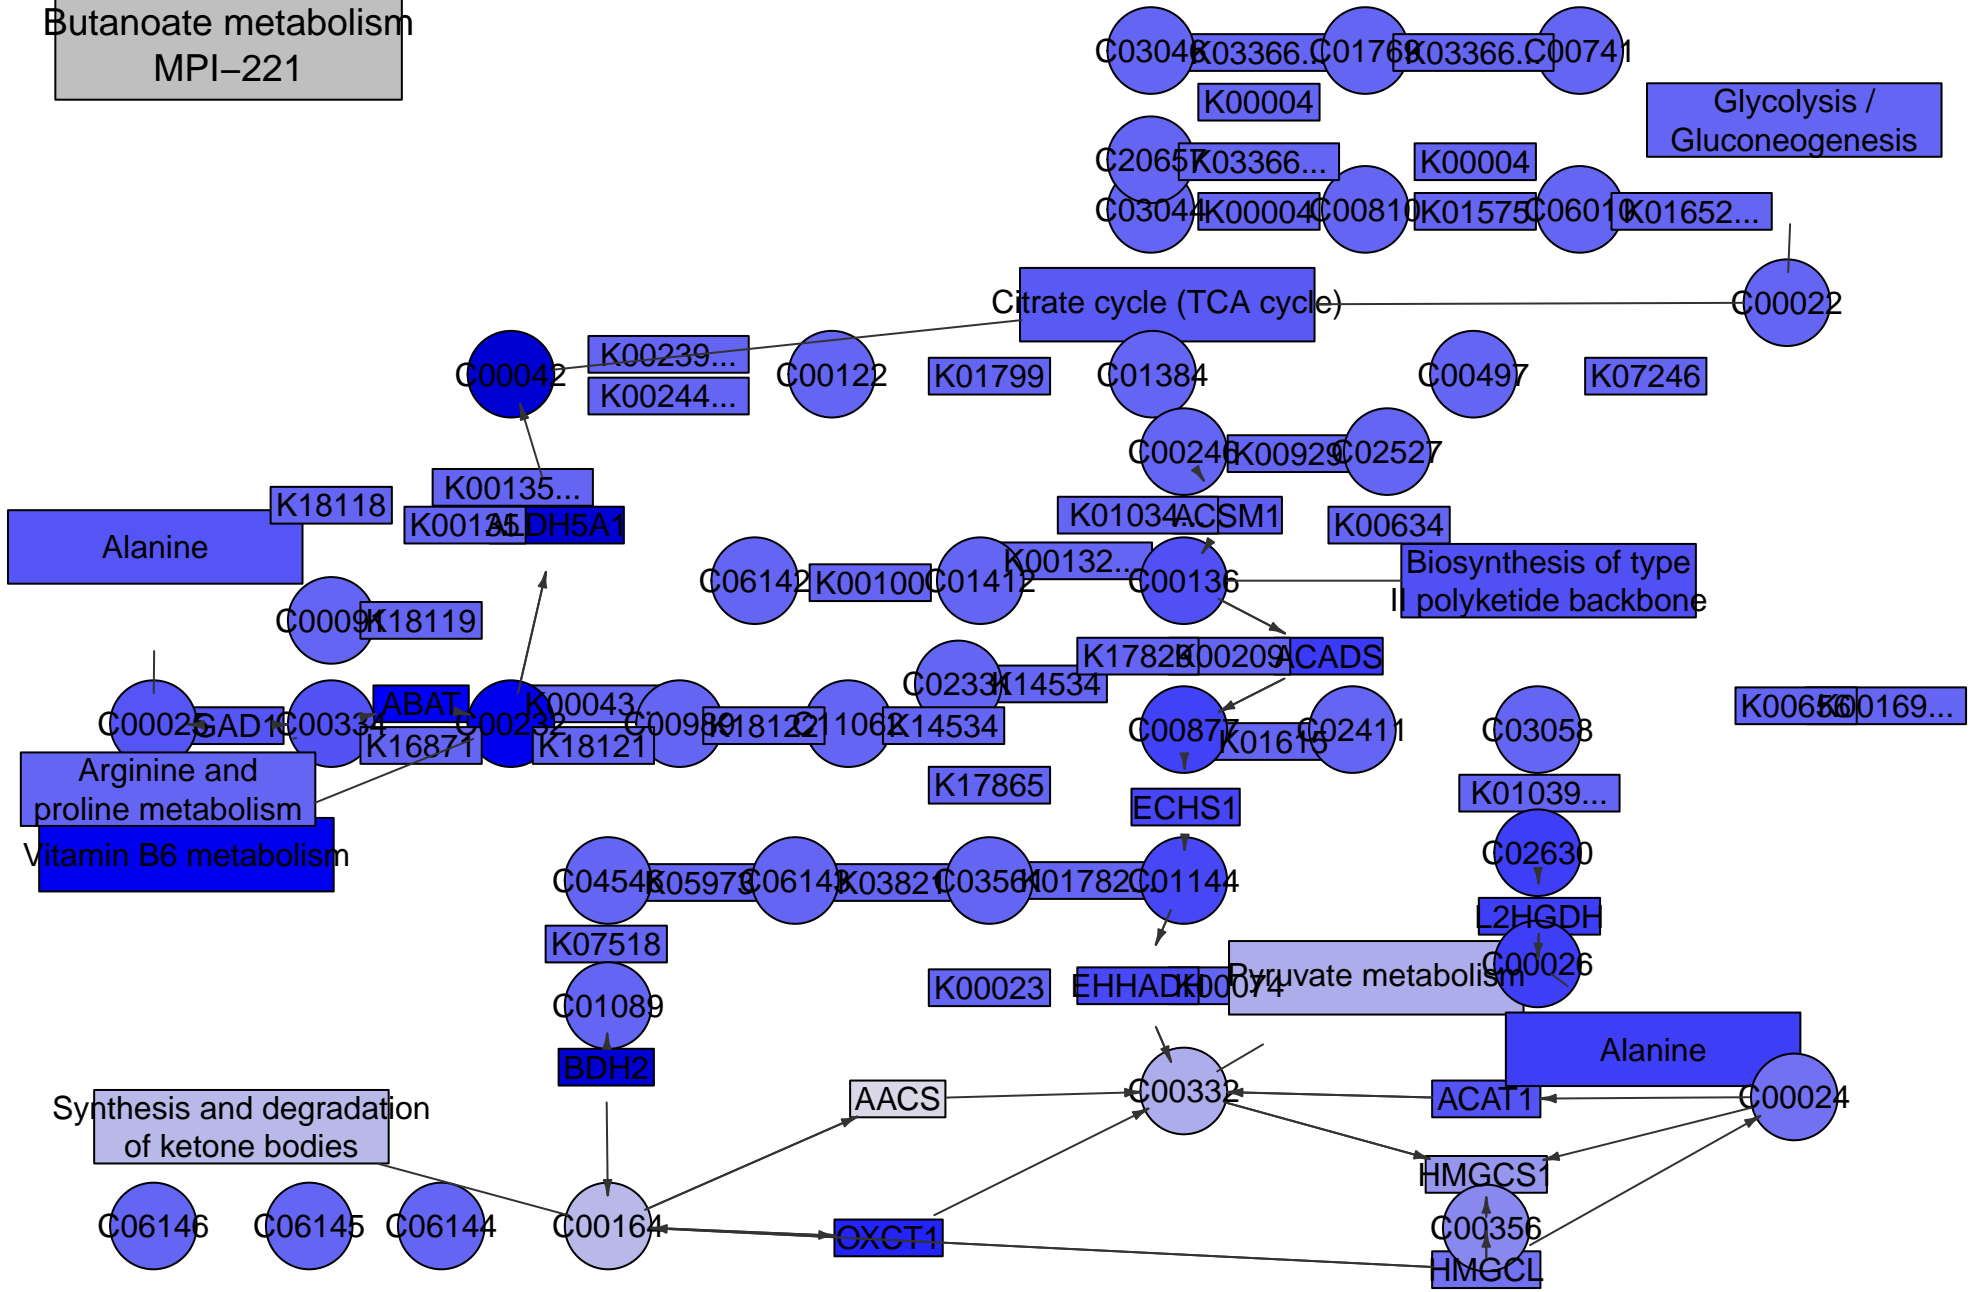 Butanoate metabolism
MPI−221
C03046
K03366...
C01769
K03366...
C00741
K00004
Glycolysis /
Gluconeogenesis
C20657
K03366...
K00004
C03044
K00004
C00810
K01575
C06010
K01652...
Citrate cycle (TCA cycle)
C00022
C00042
K00239...
K00244...
C00122
K01799
C01384
C00497
K07246
C00246
K00929
C02527
K18118
K00135...
K00135
ALDH5A1
K01034...
ACSM1
K00634
Alanine
C06142
K00100
C01412
K00132...
C00136
Biosynthesis of type
II polyketide backbone
C00091
K18119
K17829
K00209
ACADS
C02331
K14534
C00025
GAD1
C00334
ABAT
K16871
C00232
K00043...
K18121
C00989
K18122
C11062
K14534
C00877
K01615
C02411
C03058
K00656
K00169...
Arginine and
proline metabolism
K17865
ECHS1
K01039...
Vitamin B6 metabolism
C02630
C04546
K05973
C06143
K03821
C03561
K01782...
C01144
L2HGDH
K07518
C00026
Pyruvate metabolism
C01089
K00023
EHHADH
K00074
BDH2
Alanine
Synthesis and degradation
of ketone bodies
AACS
C00332
ACAT1
C00024
HMGCS1
C06146
C06145
C06144
C00164
OXCT1
C00356
HMGCL